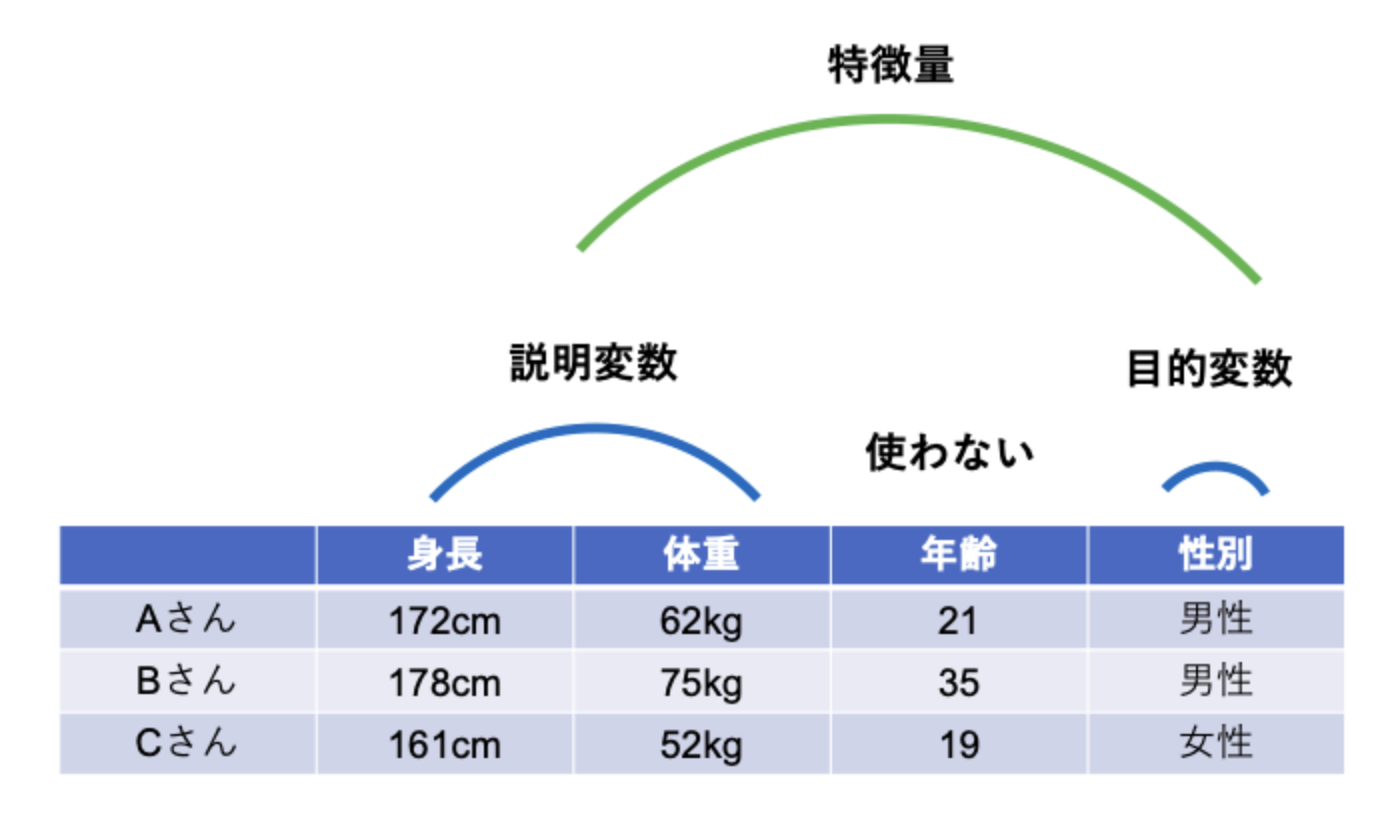 特徴量
説明変数
目的変数
使わない
身長 体重 年齢 性別
Aさん 172cm 62kg 21 男性
Bさん 178cm 75kg 35 男性
Cさん 161cm 52kg 19 女性